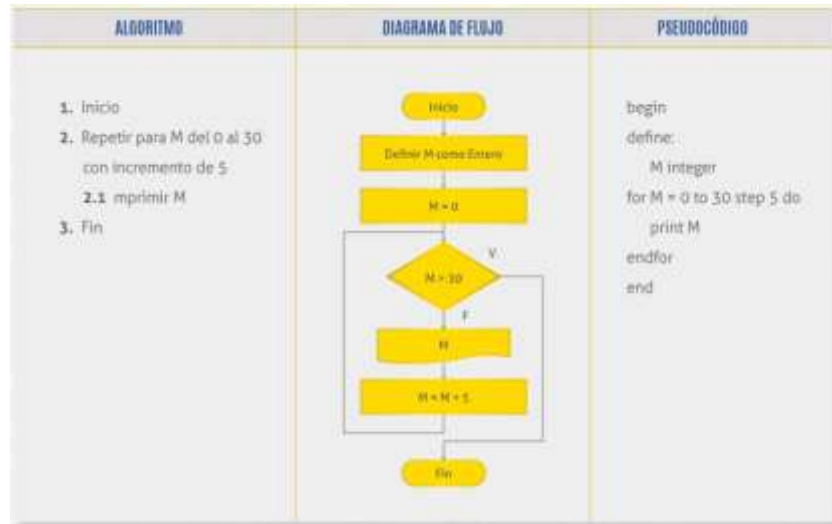 ALGORITMO
1. Inicio
2. Repetir para M del 0 al 30
con incremento de 5
2.1 mprimir M
3. Fin
DIAGRAMA DE FLUJO
Inicio
Definir M como Entero
M = 0
M > 30
V
F
M
M = M + 5
Fin
PSEUDOCÓDIGO
begin
define:
M integer
for M = 0 to 30 step 5 do
print M
endfor
end